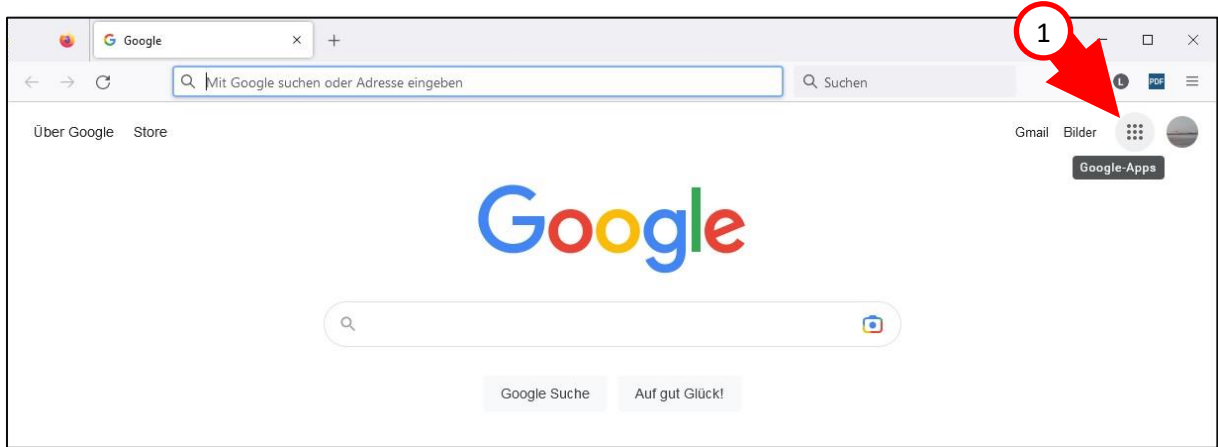 1
Google
Mit Google suchen oder Adresse eingeben
Suchen
L
PDF
Über Google Store
Gmail Bilder
Google-Apps
Google
Google Suche Auf gut Glück!